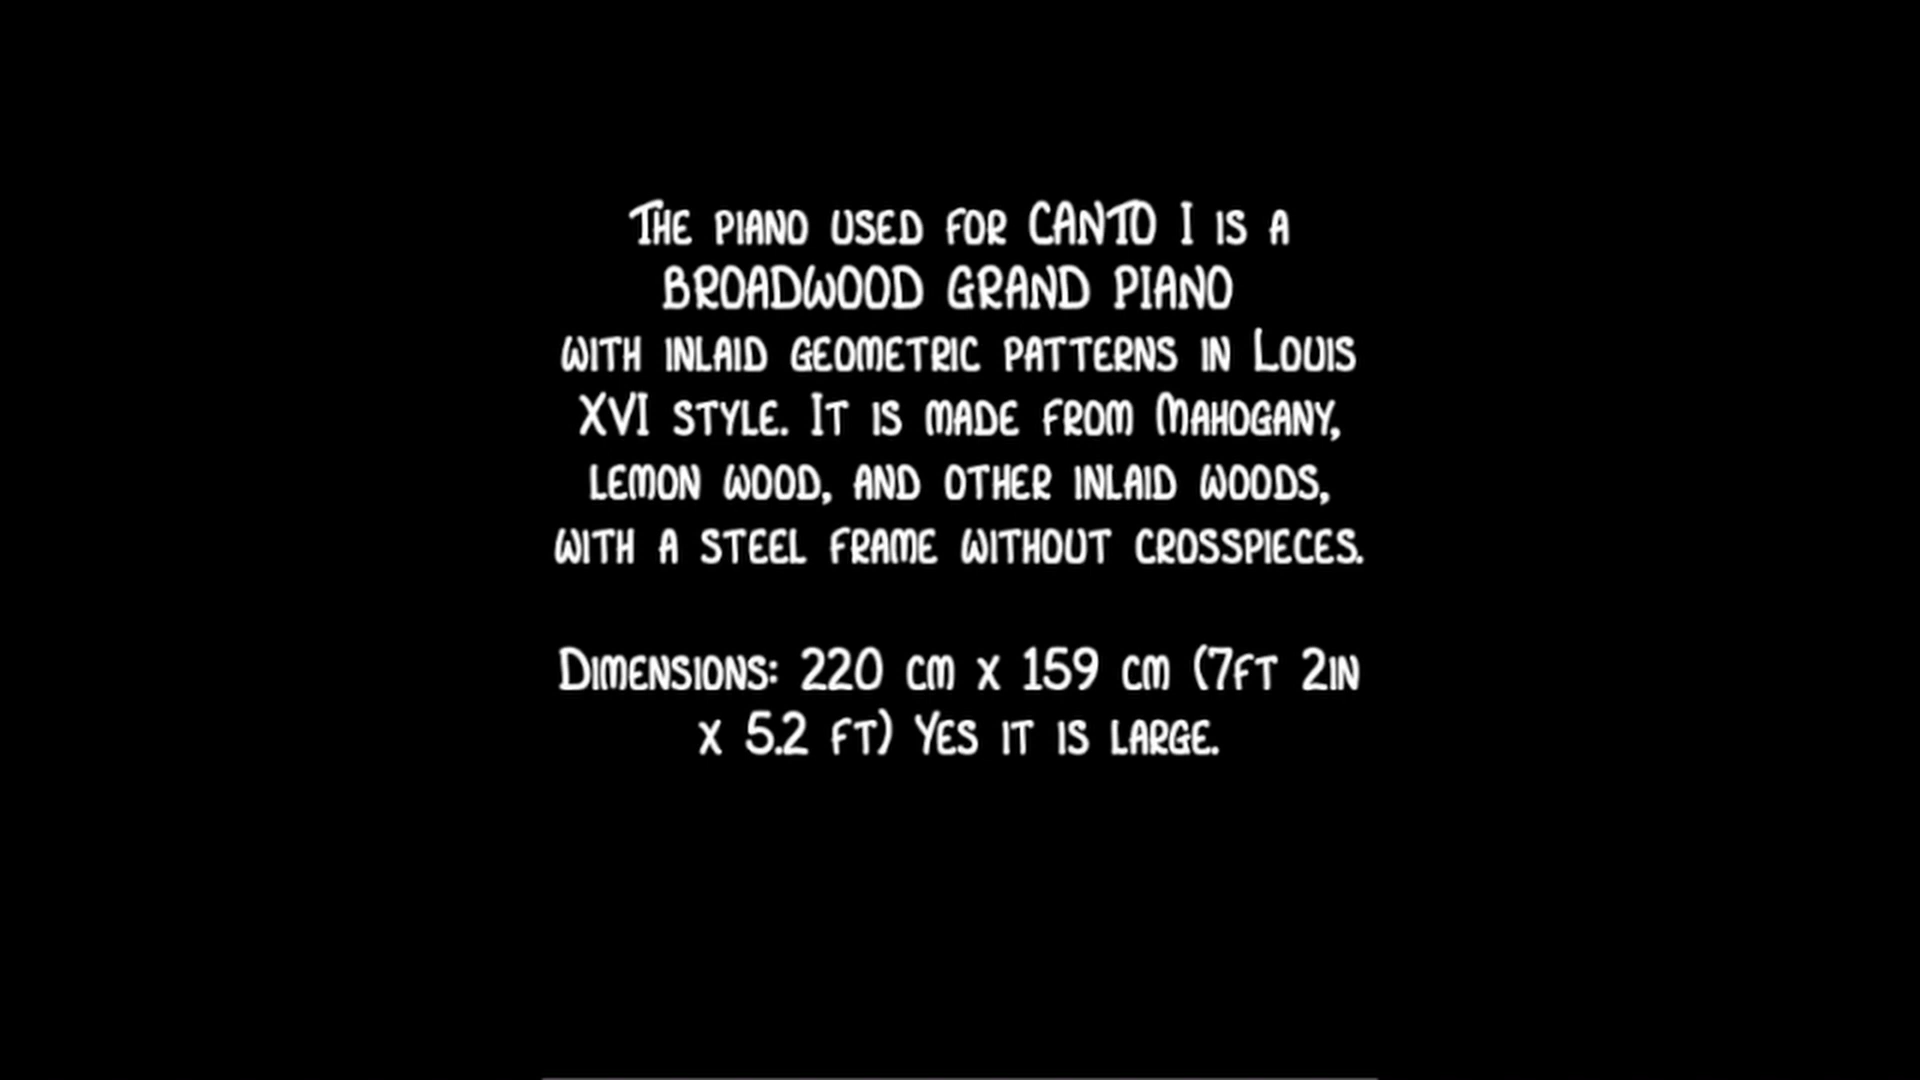 The piano used for CANTO I is a
BROADWOOD GRAND PIANO
with inlaid geometric patterns in Louis
XVI style. It is made from Mahogany,
lemon wood, and other inlaid woods,
with a steel frame without crosspieces.
Dimensions: 220 cm x 159 cm (7ft 2in
x 5.2 ft) Yes it is large.